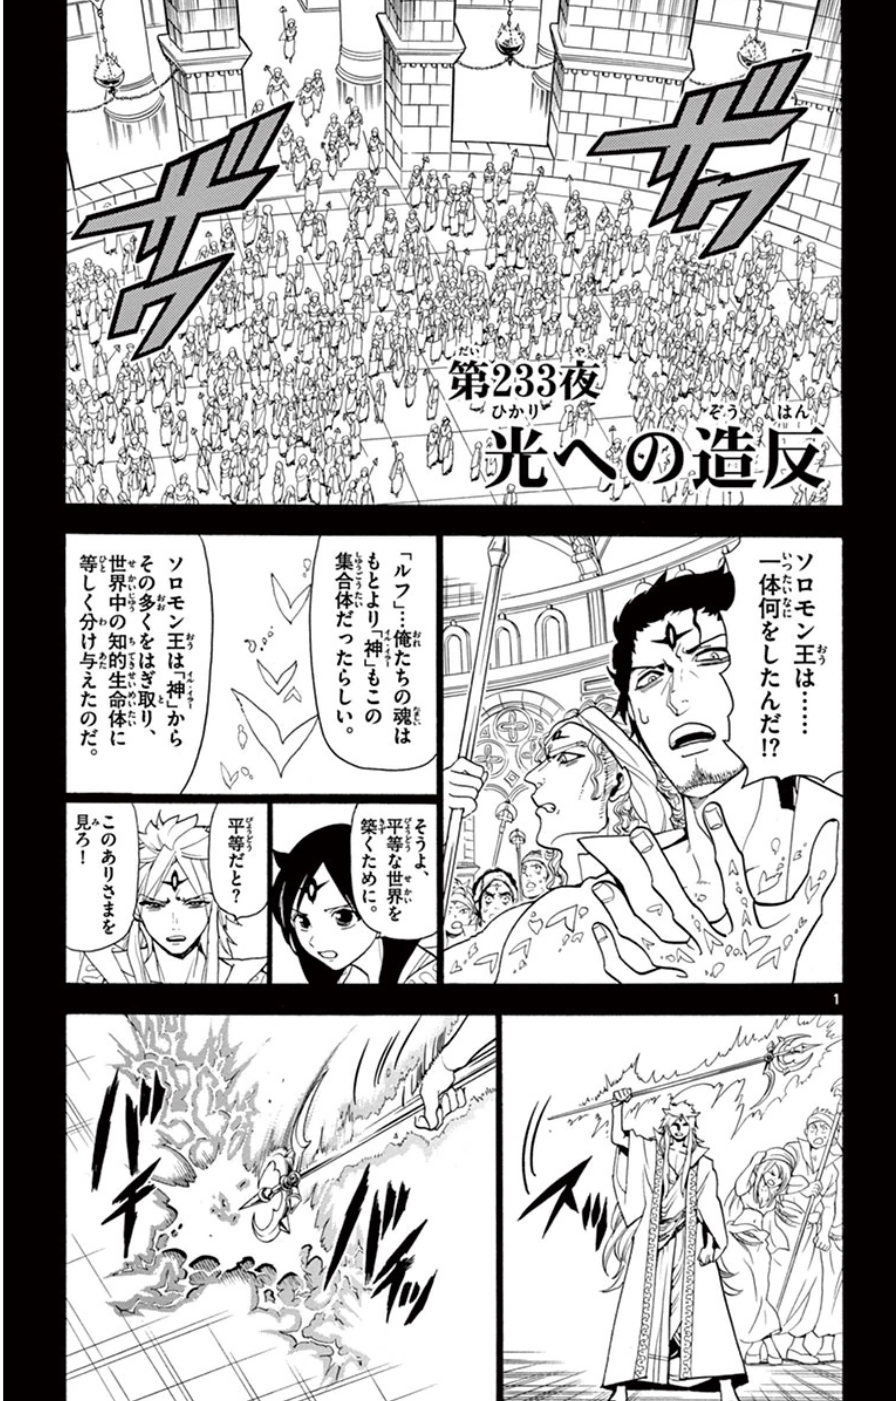 ザワ
ザワ
第233夜
光への造反
ソロモン王は……
一体何をしたんだ!?
「ルフ」…俺たちの魂は
もとより「神」もこの
集合体だったらしい。
ソロモン王は「神」から
その多くをはぎ取り、
世界中の知的生命体に
等しく分け与えたのだ。
そうよ、
平等な世界を
築くために。
平等だと?
このありさまを
見ろ!
1
スッ
バリ
バリ